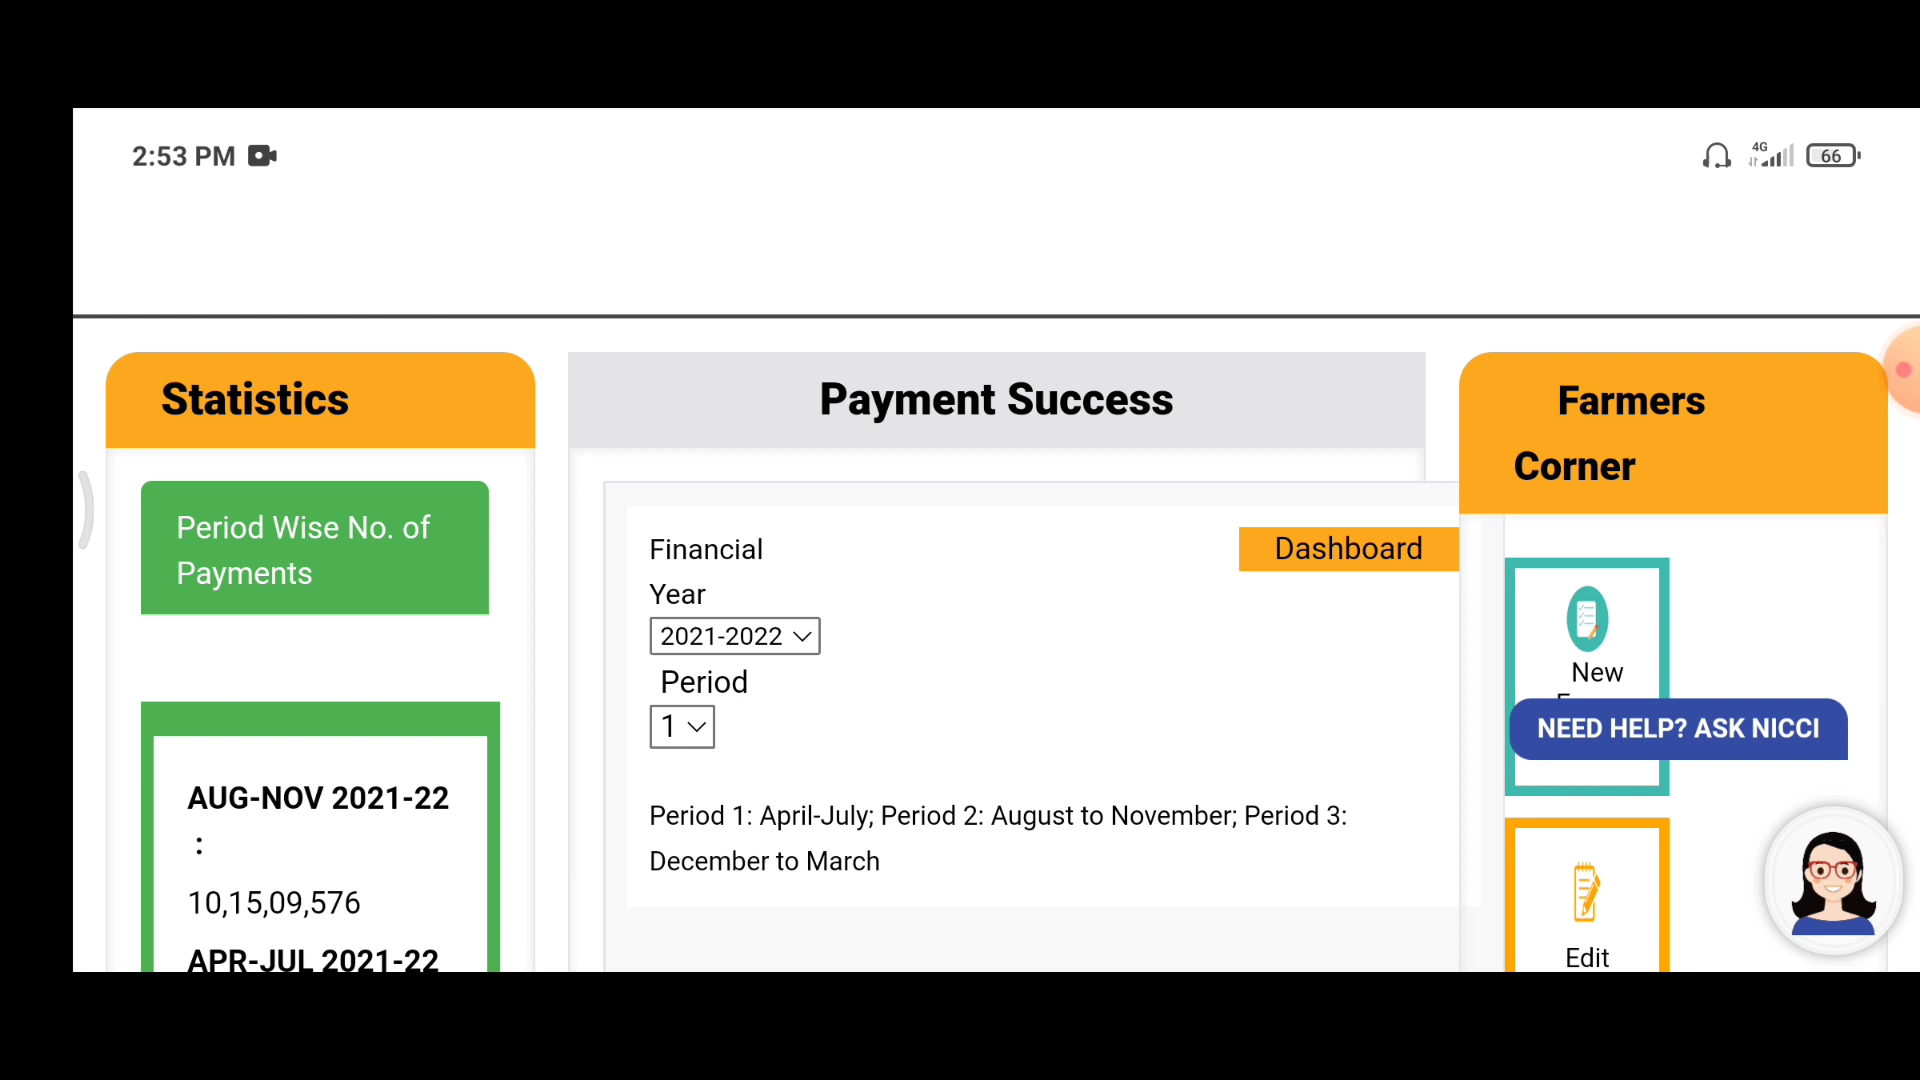 2:53 PM
4G
66
Statistics
Period Wise No. of
Payments
AUG-NOV 2021-22
:
10,15,09,576
APR-JUL 2021-22
Payment Success
Financial
Year
Dashboard
2021-2022
Period
1
Period 1: April-July; Period 2: August to November; Period 3:
December to March
Farmers
Corner
New
NEED HELP? ASK NICCI
Edit